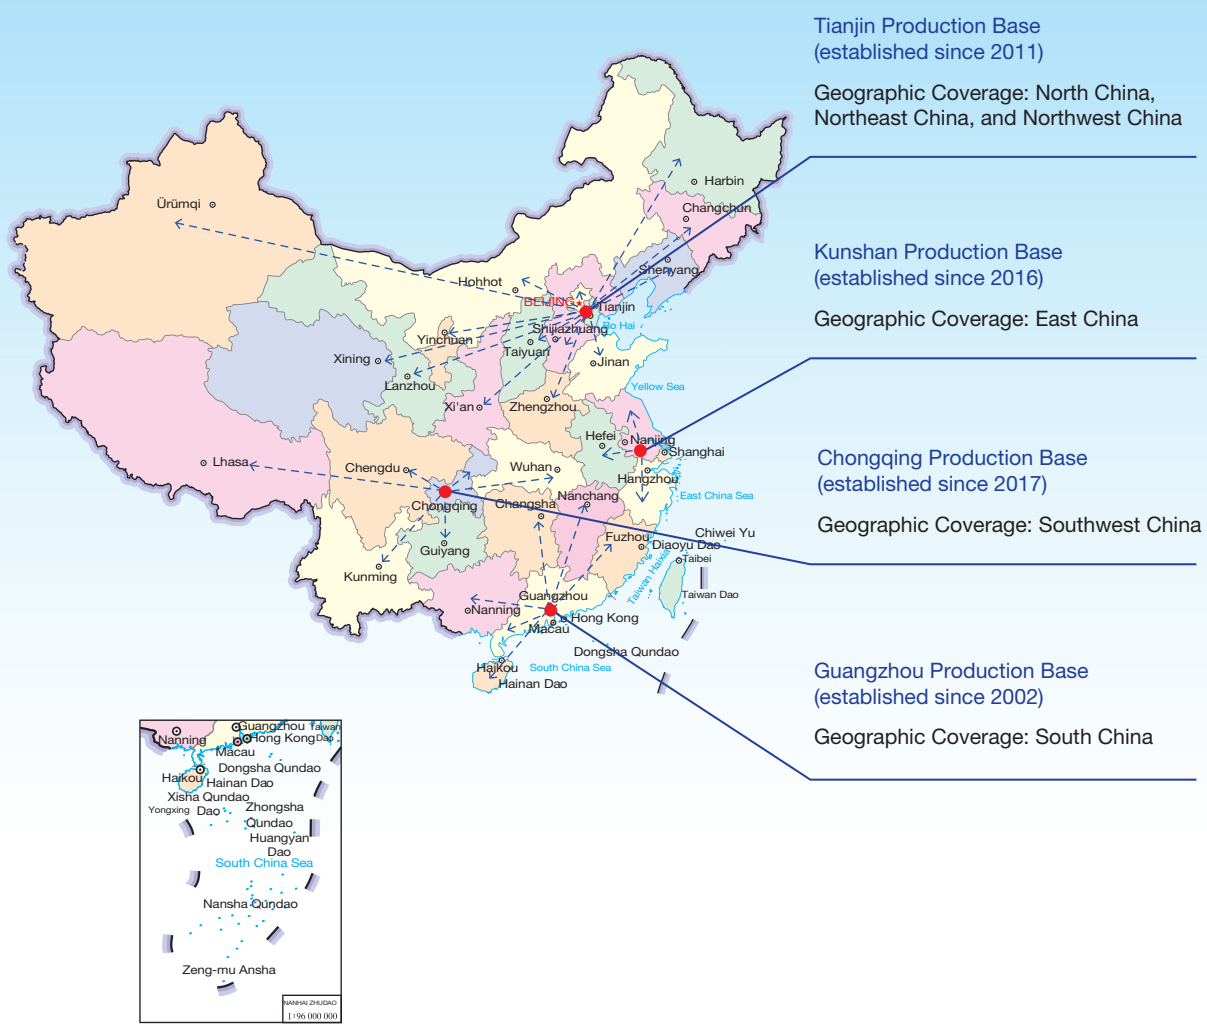 Tianjin Production Base
(established since 2011)
Geographic Coverage: North China,
Northeast China, and Northwest China
Kunshan Production Base
(established since 2016)
Geographic Coverage: East China
Chongqing Production Base
(established since 2017)
Geographic Coverage: Southwest China
Guangzhou Production Base
(established since 2002)
Geographic Coverage: South China
Harbin
Ürümqi
Changchun
Shenyang
Hohhot
BEIJING
Tianjin
Bo Hai
Shijiazhuang
Yinchuan
Taiyuan
Xining
Jinan
Lanzhou
Yellow Sea
Xi'an
Zhengzhou
Hefei
Nanjing
Shanghai
Lhasa
Chengdu
Wuhan
Hangzhou
Nanchang
East China Sea
Chongqing
Changsha
Chiwei Yu
Fuzhou
Diaoyu Dao
Guiyang
Taibei
Kunming
Taiwan Haixia
Taiwan Dao
Guangzhou
Nanning
Hong Kong
Macau
Dongsha Qundao
Haikou
South China Sea
Hainan Dao
Guangzhou
Taiwan
Dao
Nanning
Hong Kong
Macau
Dongsha Qundao
Haikou
Hainan Dao
Xisha Qundao
Yongxing
Dao
Zhongsha
Qundao
Huangyan
Dao
South China Sea
Nansha Qundao
Zeng-mu Ansha
NANHAI ZHUDAO
1:96 000 000